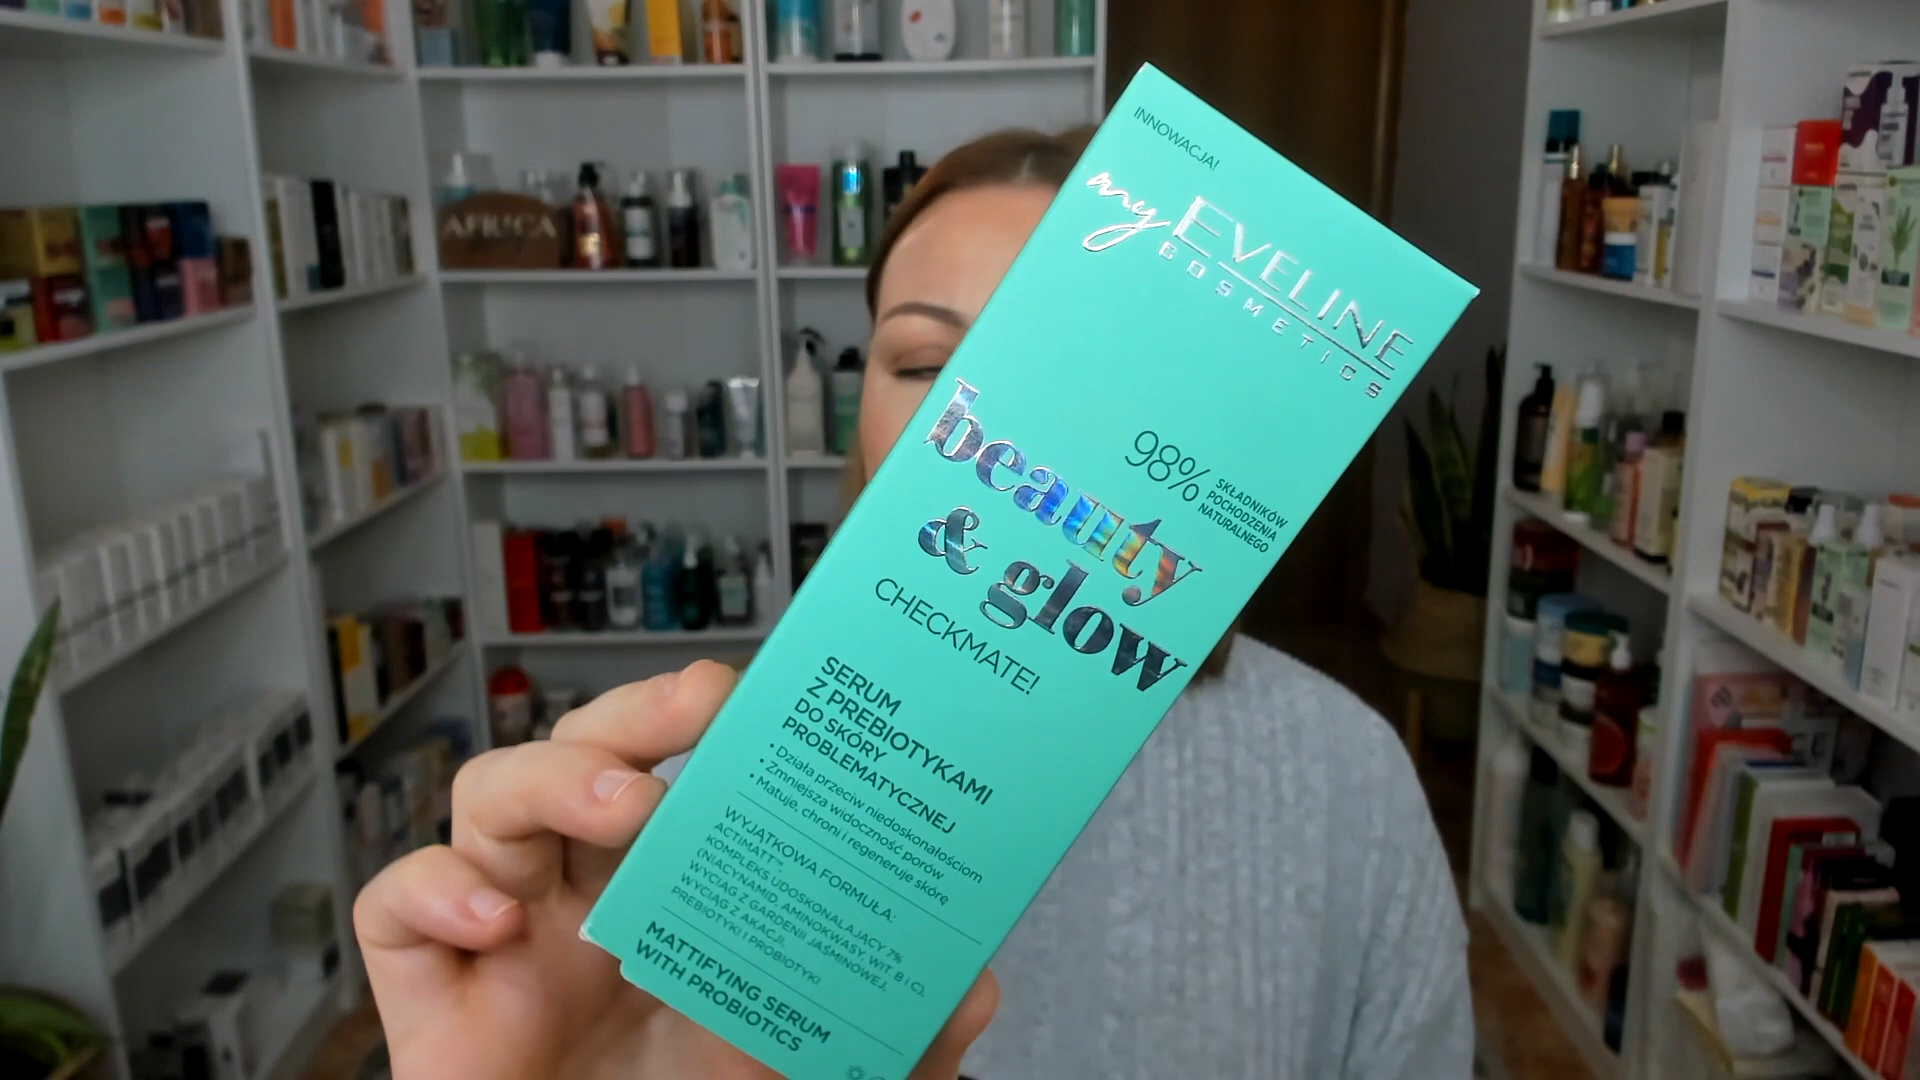 INNOWACJA!
my EVELINE
COSMETICS
98% SKŁADNIKÓW
POCHODZENIA
NATURALNEGO
beauty
& glow
CHECKMATE!
SERUM
Z PREBIOTYKAMI
DO SKÓRY
PROBLEMATYCZNEJ
• Działa przeciw niedoskonałościom
• Zmniejsza widoczność porów
• Matuje, chroni i regeneruje skórę
WYJĄTKOWA FORMUŁA:
ACTIMATT™
KOMPLEKS UDOSKONALAJĄCY 7%
(NIACYNAMID, AMINOKWASY, WIT. B i C),
WYCIĄG Z GARDENII JAŚMINOWEJ,
WYCIĄG Z AKACJI,
PREBIOTYKI I PROBIOTYKI
MATTIFYING SERUM
WITH PROBIOTICS
AFRICA